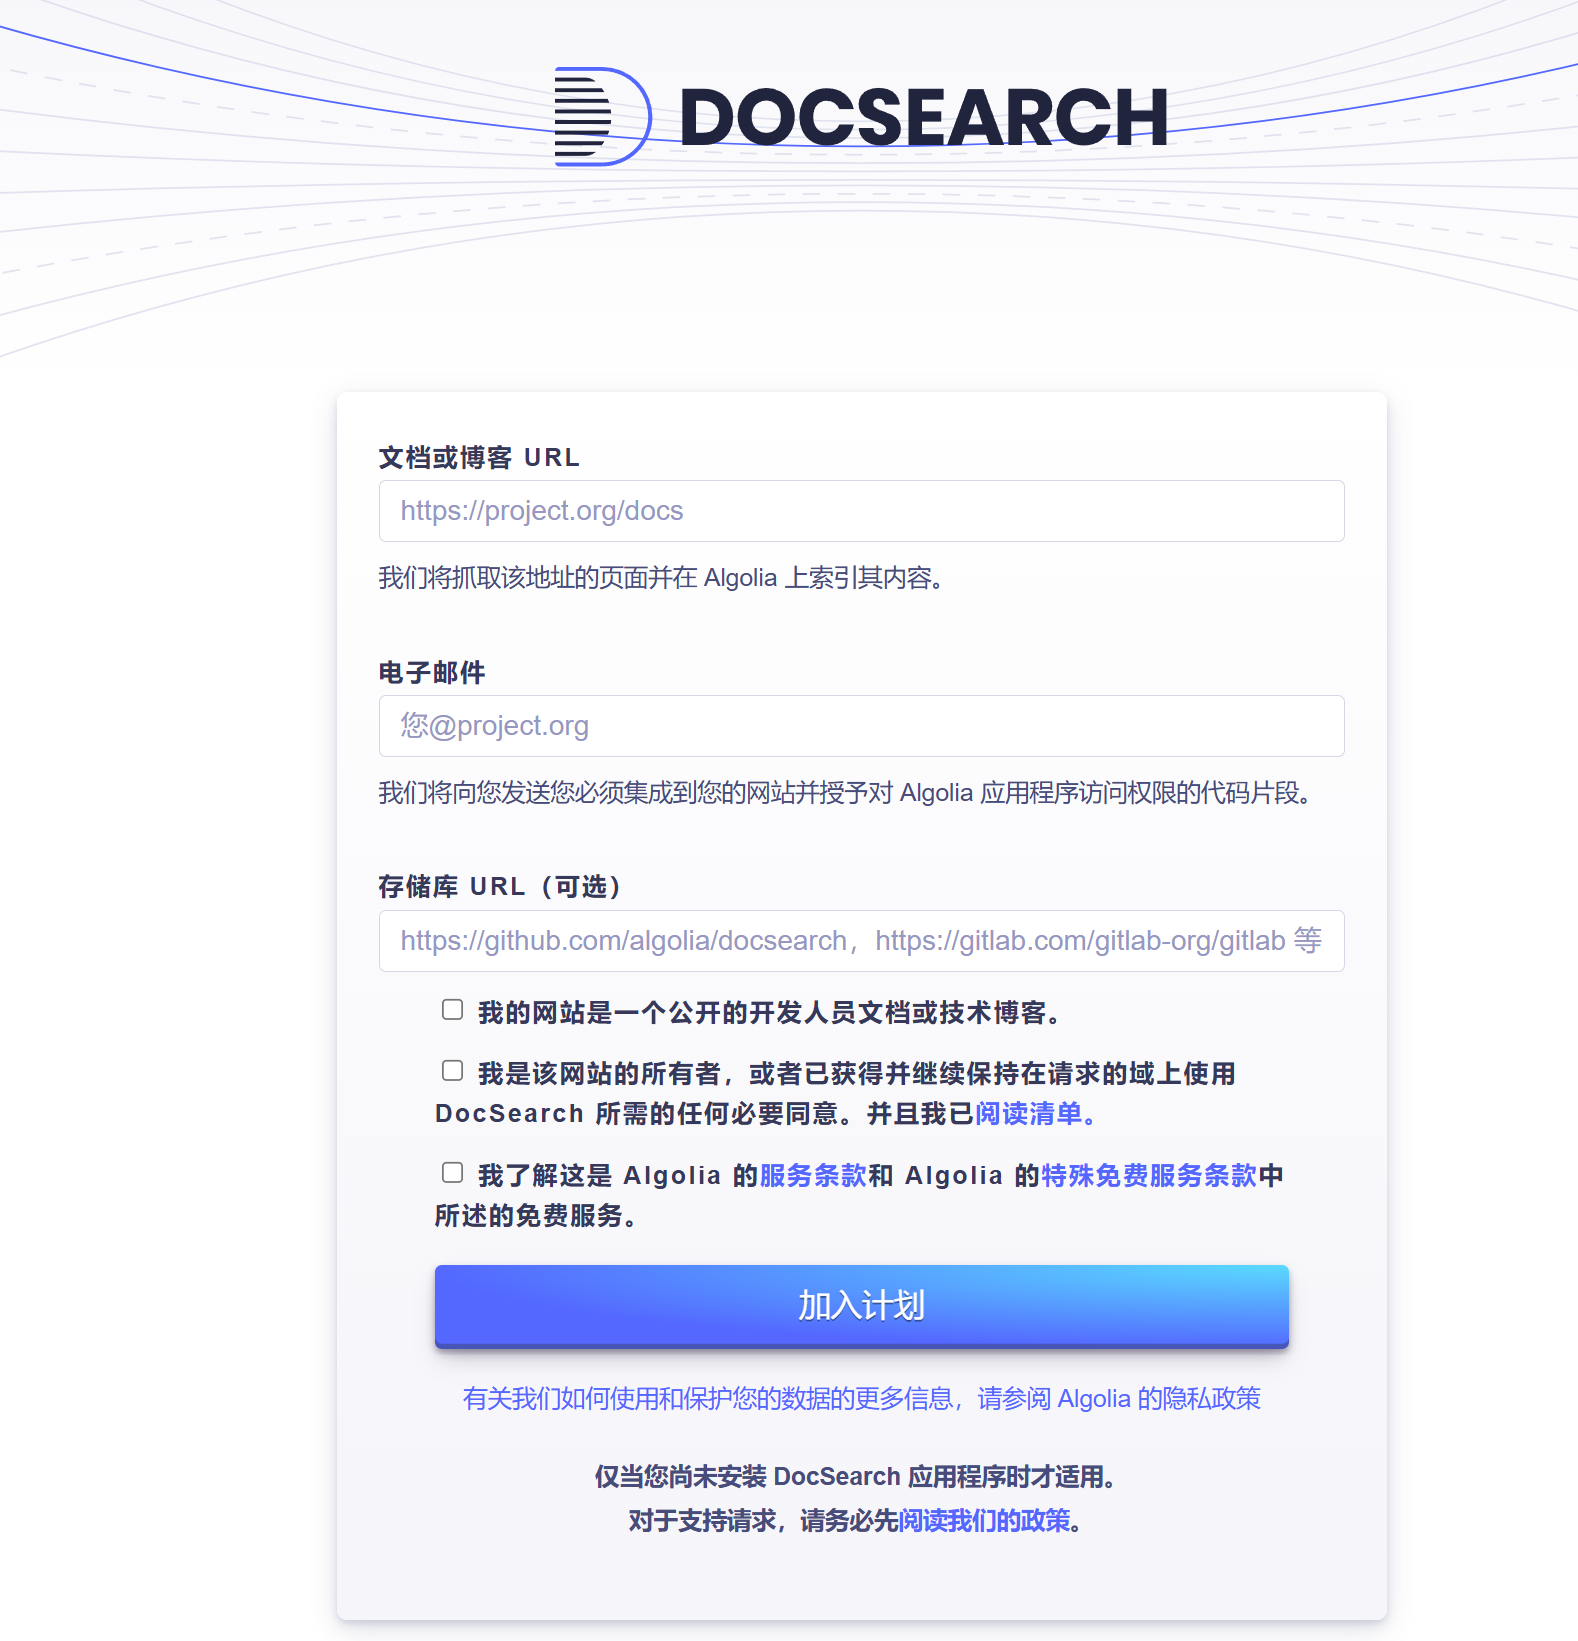 DOCSEARCH
文档或博客 URL
https://project.org/docs
我们将抓取该地址的页面并在 Algolia 上索引其内容。
电子邮件
您@project.org
我们将向您发送您必须集成到您的网站并授予对 Algolia 应用程序访问权限的代码片段。
存储库 URL（可选）
https://github.com/algolia/docsearch，https://gitlab.com/gitlab-org/gitlab 等
我的网站是一个公开的开发人员文档或技术博客。
我是该网站的所有者，或者已获得并继续保持在请求的域上使用
DocSearch 所需的任何必要同意。并且我已阅读清单。
我了解这是 Algolia 的服务条款和 Algolia 的特殊免费服务条款中
所述的免费服务。
加入计划
有关我们如何使用和保护您的数据的更多信息，请参阅 Algolia 的隐私政策
仅当您尚未安装 DocSearch 应用程序时才适用。
对于支持请求，请务必先阅读我们的政策。